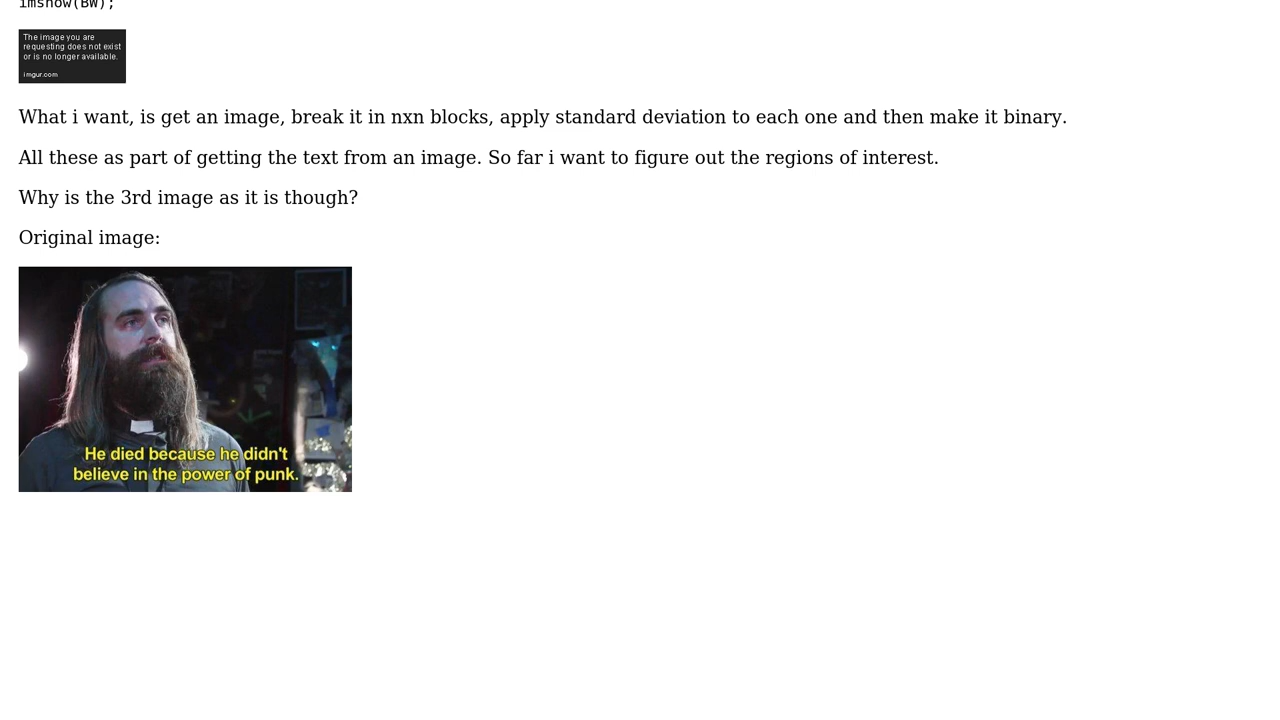 imshow(BW);
The image you are
requesting does not exist
or is no longer available.
imgur.com
What i want, is get an image, break it in nxn blocks, apply standard deviation to each one and then make it binary.
All these as part of getting the text from an image. So far i want to figure out the regions of interest.
Why is the 3rd image as it is though?
Original image:
He died because he didn't
believe in the power of punk.